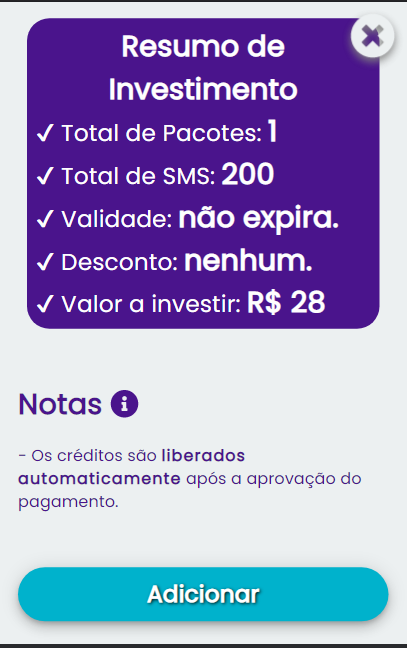 Resumo de
Investimento
✔ Total de Pacotes: 1
✔ Total de SMS: 200
✔ Validade: não expira.
✔ Desconto: nenhum.
✔ Valor a investir: R$ 28
Notas
- Os créditos são liberados
automaticamente após a aprovação do
pagamento.
Adicionar